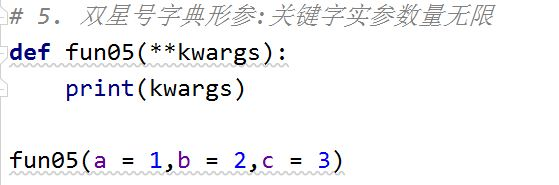 # 5. 双星号字典形参:关键字实参数量无限
def fun05(**kwargs):
    print(kwargs)
fun05(a = 1,b = 2,c = 3)